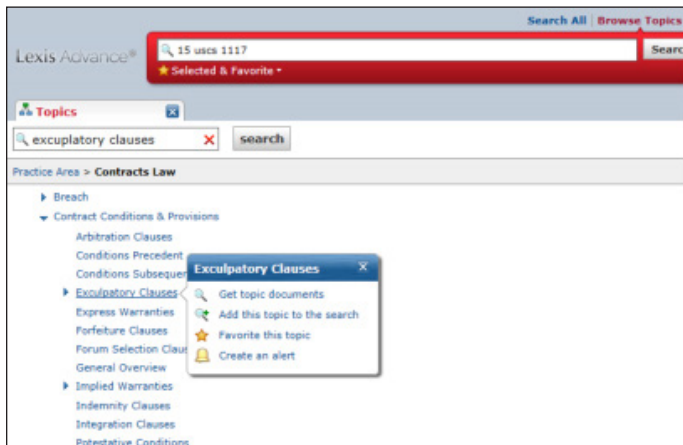 Search All | Browse Topics
Lexis Advance®
15 uscs 1117
Searc
Selected & Favorite
Topics
excuplatory clauses
search
Practice Area > Contracts Law
Breach
Contract Conditions & Provisions
Arbitration Clauses
Conditions Precedent
Conditions Subsequen
Exculpatory Clauses
Express Warranties
Forfeiture Clauses
Forum Selection Claus
General Overview
Implied Warranties
Indemnity Clauses
Integration Clauses
Potestative Conditions
Exculpatory Clauses X
Get topic documents
Add this topic to the search
Favorite this topic
Create an alert